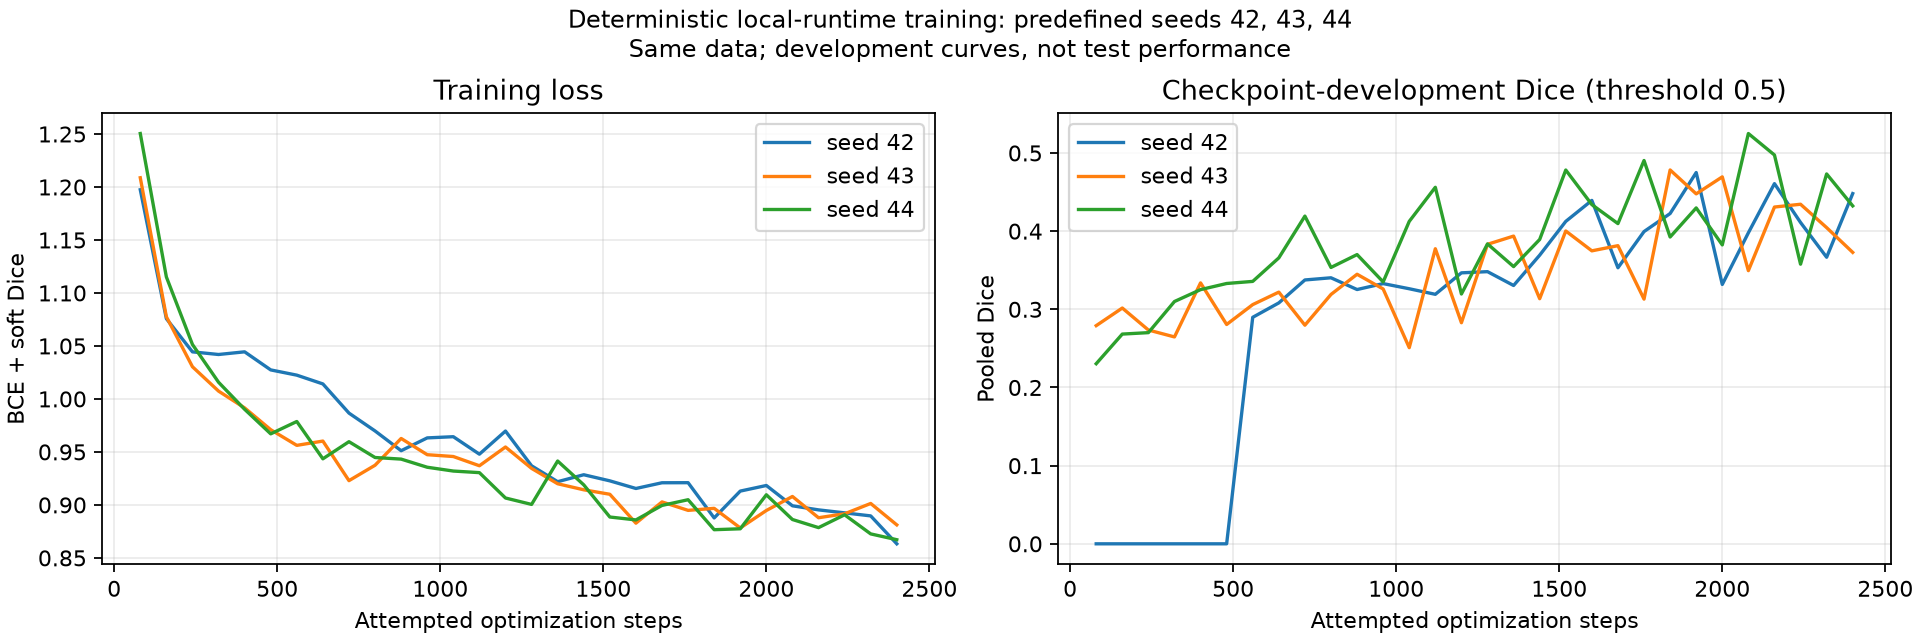 Deterministic local-runtime training: predefined seeds 42, 43, 44
Same data; development curves, not test performance
Training loss
BCE + soft Dice
1.25
1.20
1.15
1.10
1.05
1.00
0.95
0.90
0.85
seed 42
seed 43
seed 44
0
500
1000
1500
2000
2500
Attempted optimization steps
Checkpoint-development Dice (threshold 0.5)
Pooled Dice
0.5
0.4
0.3
0.2
0.1
0.0
seed 42
seed 43
seed 44
0
500
1000
1500
2000
2500
Attempted optimization steps